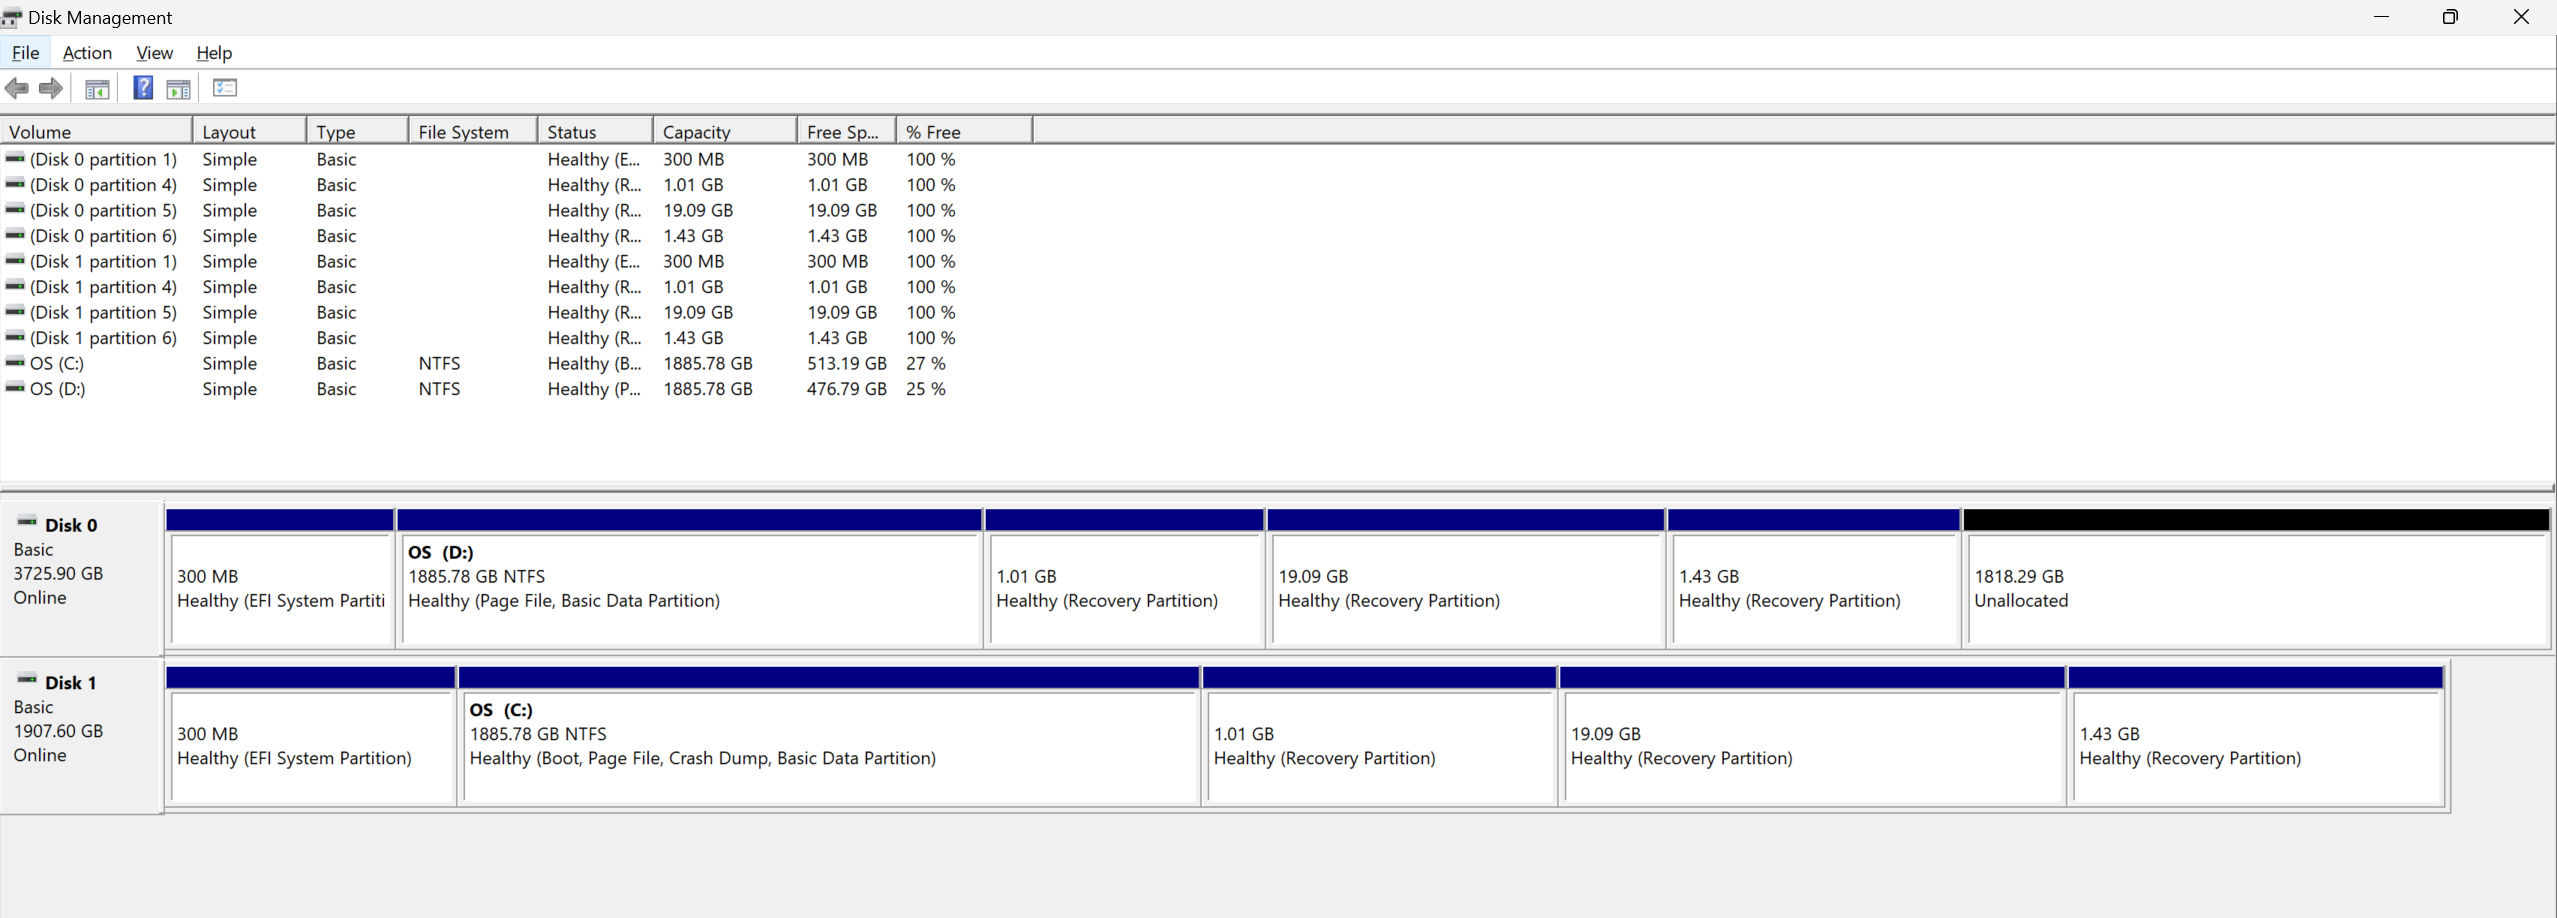 Disk Management
File Action View Help
Volume Layout Type File System Status Capacity Free Sp... % Free
(Disk 0 partition 1) Simple Basic Healthy (E... 300 MB 300 MB 100 %
(Disk 0 partition 4) Simple Basic Healthy (R... 1.01 GB 1.01 GB 100 %
(Disk 0 partition 5) Simple Basic Healthy (R... 19.09 GB 19.09 GB 100 %
(Disk 0 partition 6) Simple Basic Healthy (R... 1.43 GB 1.43 GB 100 %
(Disk 1 partition 1) Simple Basic Healthy (E... 300 MB 300 MB 100 %
(Disk 1 partition 4) Simple Basic Healthy (R... 1.01 GB 1.01 GB 100 %
(Disk 1 partition 5) Simple Basic Healthy (R... 19.09 GB 19.09 GB 100 %
(Disk 1 partition 6) Simple Basic Healthy (R... 1.43 GB 1.43 GB 100 %
OS (C:) Simple Basic NTFS Healthy (B... 1885.78 GB 513.19 GB 27 %
OS (D:) Simple Basic NTFS Healthy (P... 1885.78 GB 476.79 GB 25 %
Disk 0
Basic
3725.90 GB
Online
300 MB
Healthy (EFI System Partiti
OS (D:)
1885.78 GB NTFS
Healthy (Page File, Basic Data Partition)
1.01 GB
Healthy (Recovery Partition)
19.09 GB
Healthy (Recovery Partition)
1.43 GB
Healthy (Recovery Partition)
1818.29 GB
Unallocated
Disk 1
Basic
1907.60 GB
Online
300 MB
Healthy (EFI System Partition)
OS (C:)
1885.78 GB NTFS
Healthy (Boot, Page File, Crash Dump, Basic Data Partition)
1.01 GB
Healthy (Recovery Partition)
19.09 GB
Healthy (Recovery Partition)
1.43 GB
Healthy (Recovery Partition)